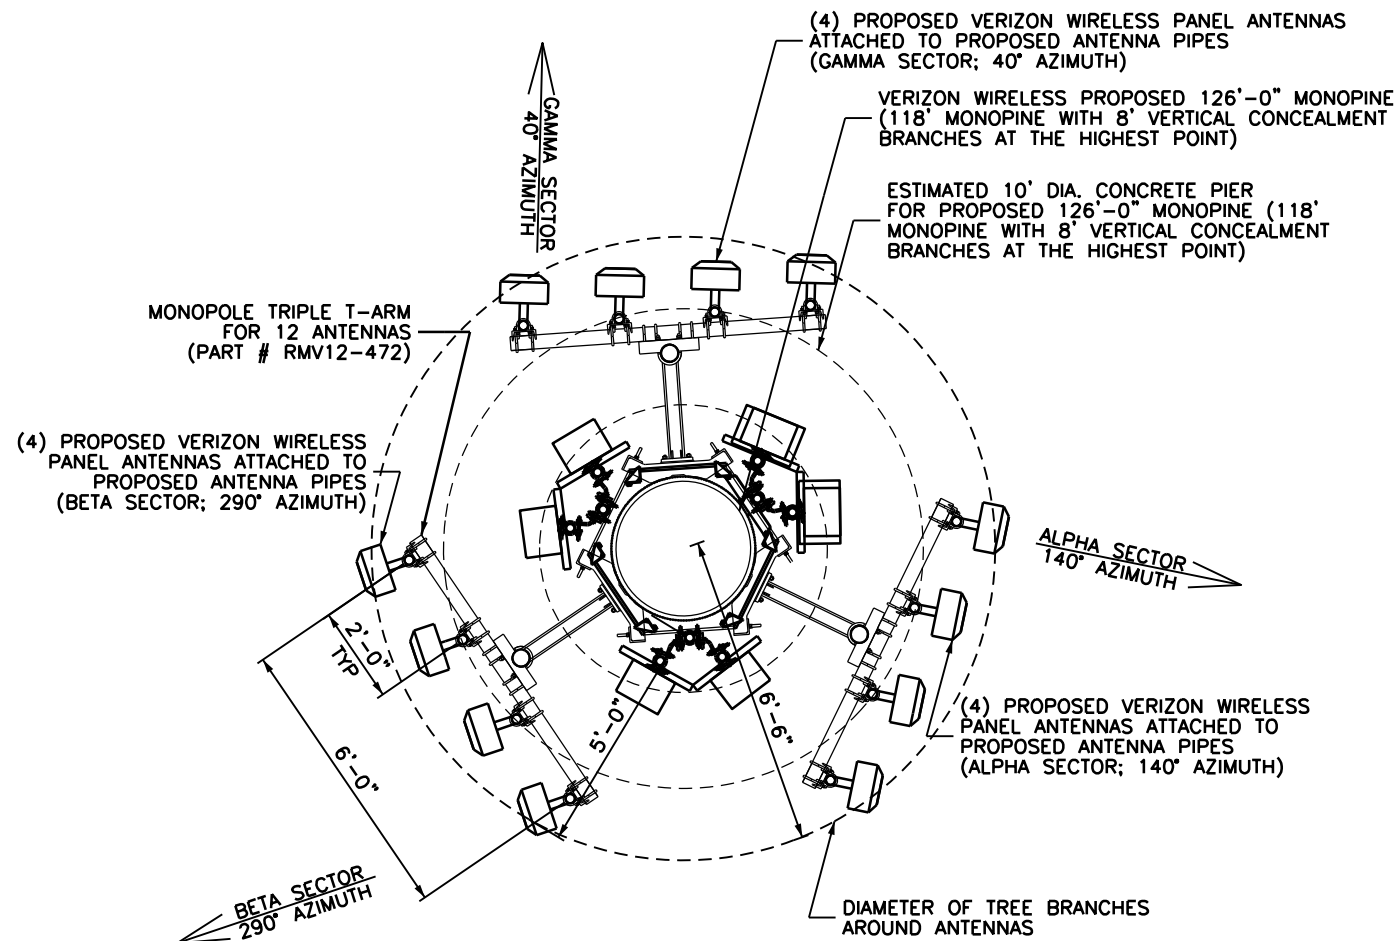 (4) PROPOSED VERIZON WIRELESS PANEL ANTENNAS
ATTACHED TO PROPOSED ANTENNA PIPES
(GAMMA SECTOR; 40° AZIMUTH)
VERIZON WIRELESS PROPOSED 126'-0" MONOPINE
(118' MONOPINE WITH 8' VERTICAL CONCEALMENT
BRANCHES AT THE HIGHEST POINT)
ESTIMATED 10' DIA. CONCRETE PIER
FOR PROPOSED 126'-0" MONOPINE (118'
MONOPINE WITH 8' VERTICAL CONCEALMENT
BRANCHES AT THE HIGHEST POINT)
GAMMA SECTOR
40° AZIMUTH
MONOPOLE TRIPLE T-ARM
FOR 12 ANTENNAS
(PART # RMV12-472)
(4) PROPOSED VERIZON WIRELESS
PANEL ANTENNAS ATTACHED TO
PROPOSED ANTENNA PIPES
(BETA SECTOR; 290° AZIMUTH)
ALPHA SECTOR
140° AZIMUTH
2'-0"
TYP
6'-0"
5'-0"
6'-6"
(4) PROPOSED VERIZON WIRELESS
PANEL ANTENNAS ATTACHED TO
PROPOSED ANTENNA PIPES
(ALPHA SECTOR; 140° AZIMUTH)
BETA SECTOR
290° AZIMUTH
DIAMETER OF TREE BRANCHES
AROUND ANTENNAS